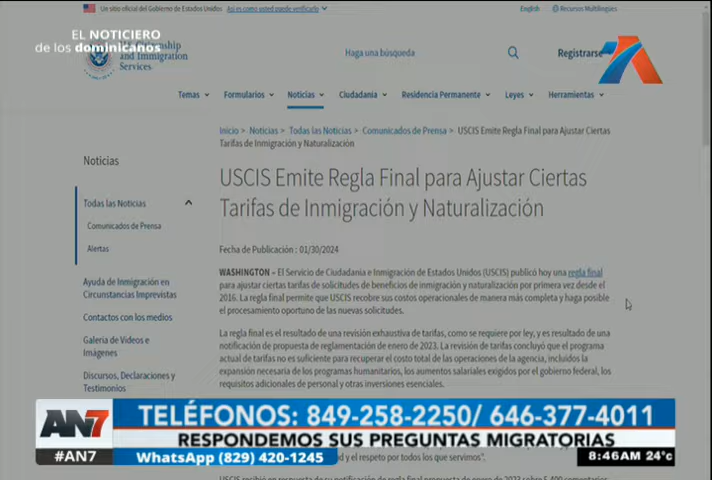 Un sitio oficial del Gobierno de Estados Unidos Así es como usted puede verificarlo
English Recursos Multilingües
EL NOTICIERO
de los dominicanos
Citizenship
and Immigration
Services
Haga una búsqueda
Registrarse
Temas Formularios Noticias Ciudadanía Residencia Permanente Leyes Herramientas
Inicio > Noticias > Todas las Noticias > Comunicados de Prensa > USCIS Emite Regla Final para Ajustar Ciertas
Tarifas de Inmigración y Naturalización
Noticias
Todas las Noticias
Comunicados de Prensa
Alertas
Ayuda de Inmigración en
Circunstancias Imprevistas
Contactos con los medios
Galería de Videos e
Imágenes
Discursos, Declaraciones y
Testimonios
USCIS Emite Regla Final para Ajustar Ciertas
Tarifas de Inmigración y Naturalización
Fecha de Publicación : 01/30/2024
WASHINGTON – El Servicio de Ciudadanía e Inmigración de Estados Unidos (USCIS) publicó hoy una regla final
para ajustar ciertas tarifas de solicitudes de beneficios de inmigración y naturalización por primera vez desde el
2016. La regla final permite que USCIS recobre sus costos operacionales de manera más completa y haga posible
el procesamiento oportuno de las nuevas solicitudes.
La regla final es el resultado de una revisión exhaustiva de tarifas, como se requiere por ley, y es resultado de una
notificación de propuesta de reglamentación de enero de 2023. La revisión de tarifas concluyó que el programa
actual de tarifas no es suficiente para recuperar el costo total de las operaciones de la agencia, incluidos la
expansión necesaria de los programas humanitarios, los aumentos salariales exigidos por el gobierno federal, los
requisitos adicionales de personal y otras inversiones esenciales.
AN7
#AN7
TELÉFONOS: 849-258-2250/ 646-377-4011
RESPONDEMOS SUS PREGUNTAS MIGRATORIAS
WhatsApp (829) 420-1245
y el respeto por todos los que servimos".
8:46AM 24°c